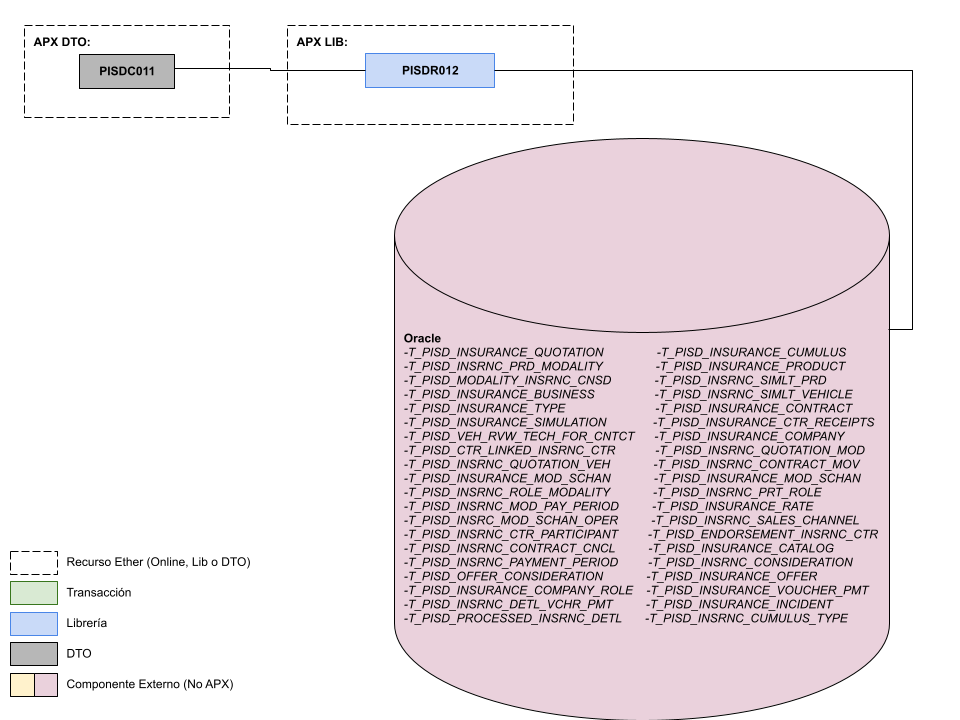 APX DTO:
PISDC011
APX LIB:
PISDR012
Oracle
-T_PISD_INSURANCE_QUOTATION -T_PISD_INSURANCE_CUMULUS
-T_PISD_INSRNC_PRD_MODALITY -T_PISD_INSURANCE_PRODUCT
-T_PISD_MODALITY_INSRNC_CNSD -T_PISD_INSRNC_SIMLT_PRD
-T_PISD_INSURANCE_BUSINESS -T_PISD_INSRNC_SIMLT_VEHICLE
-T_PISD_INSURANCE_TYPE -T_PISD_INSURANCE_CONTRACT
-T_PISD_INSURANCE_SIMULATION -T_PISD_INSURANCE_CTR_RECEIPTS
-T_PISD_VEH_RVW_TECH_FOR_CNTCT -T_PISD_INSURANCE_COMPANY
-T_PISD_CTR_LINKED_INSRNC_CTR -T_PISD_INSRNC_QUOTATION_MOD
-T_PISD_INSRNC_QUOTATION_VEH -T_PISD_INSRNC_CONTRACT_MOV
-T_PISD_INSURANCE_MOD_SCHAN -T_PISD_INSURANCE_MOD_SCHAN
-T_PISD_INSRNC_ROLE_MODALITY -T_PISD_INSRNC_PRT_ROLE
-T_PISD_INSRNC_MOD_PAY_PERIOD -T_PISD_INSURANCE_RATE
-T_PISD_INSRC_MOD_SCHAN_OPER -T_PISD_INSRNC_SALES_CHANNEL
-T_PISD_INSRNC_CTR_PARTICIPANT -T_PISD_ENDORSEMENT_INSRNC_CTR
-T_PISD_INSRNC_CONTRACT_CNCL -T_PISD_INSURANCE_CATALOG
-T_PISD_INSRNC_PAYMENT_PERIOD -T_PISD_INSRNC_CONSIDERATION
-T_PISD_OFFER_CONSIDERATION -T_PISD_INSURANCE_OFFER
-T_PISD_INSURANCE_COMPANY_ROLE -T_PISD_INSURANCE_VOUCHER_PMT
-T_PISD_INSRNC_DETL_VCHR_PMT -T_PISD_INSURANCE_INCIDENT
-T_PISD_PROCESSED_INSRNC_DETL -T_PISD_INSRNC_CUMULUS_TYPE
Recurso Ether (Online, Lib o DTO)
Transacción
Librería
DTO
Componente Externo (No APX)